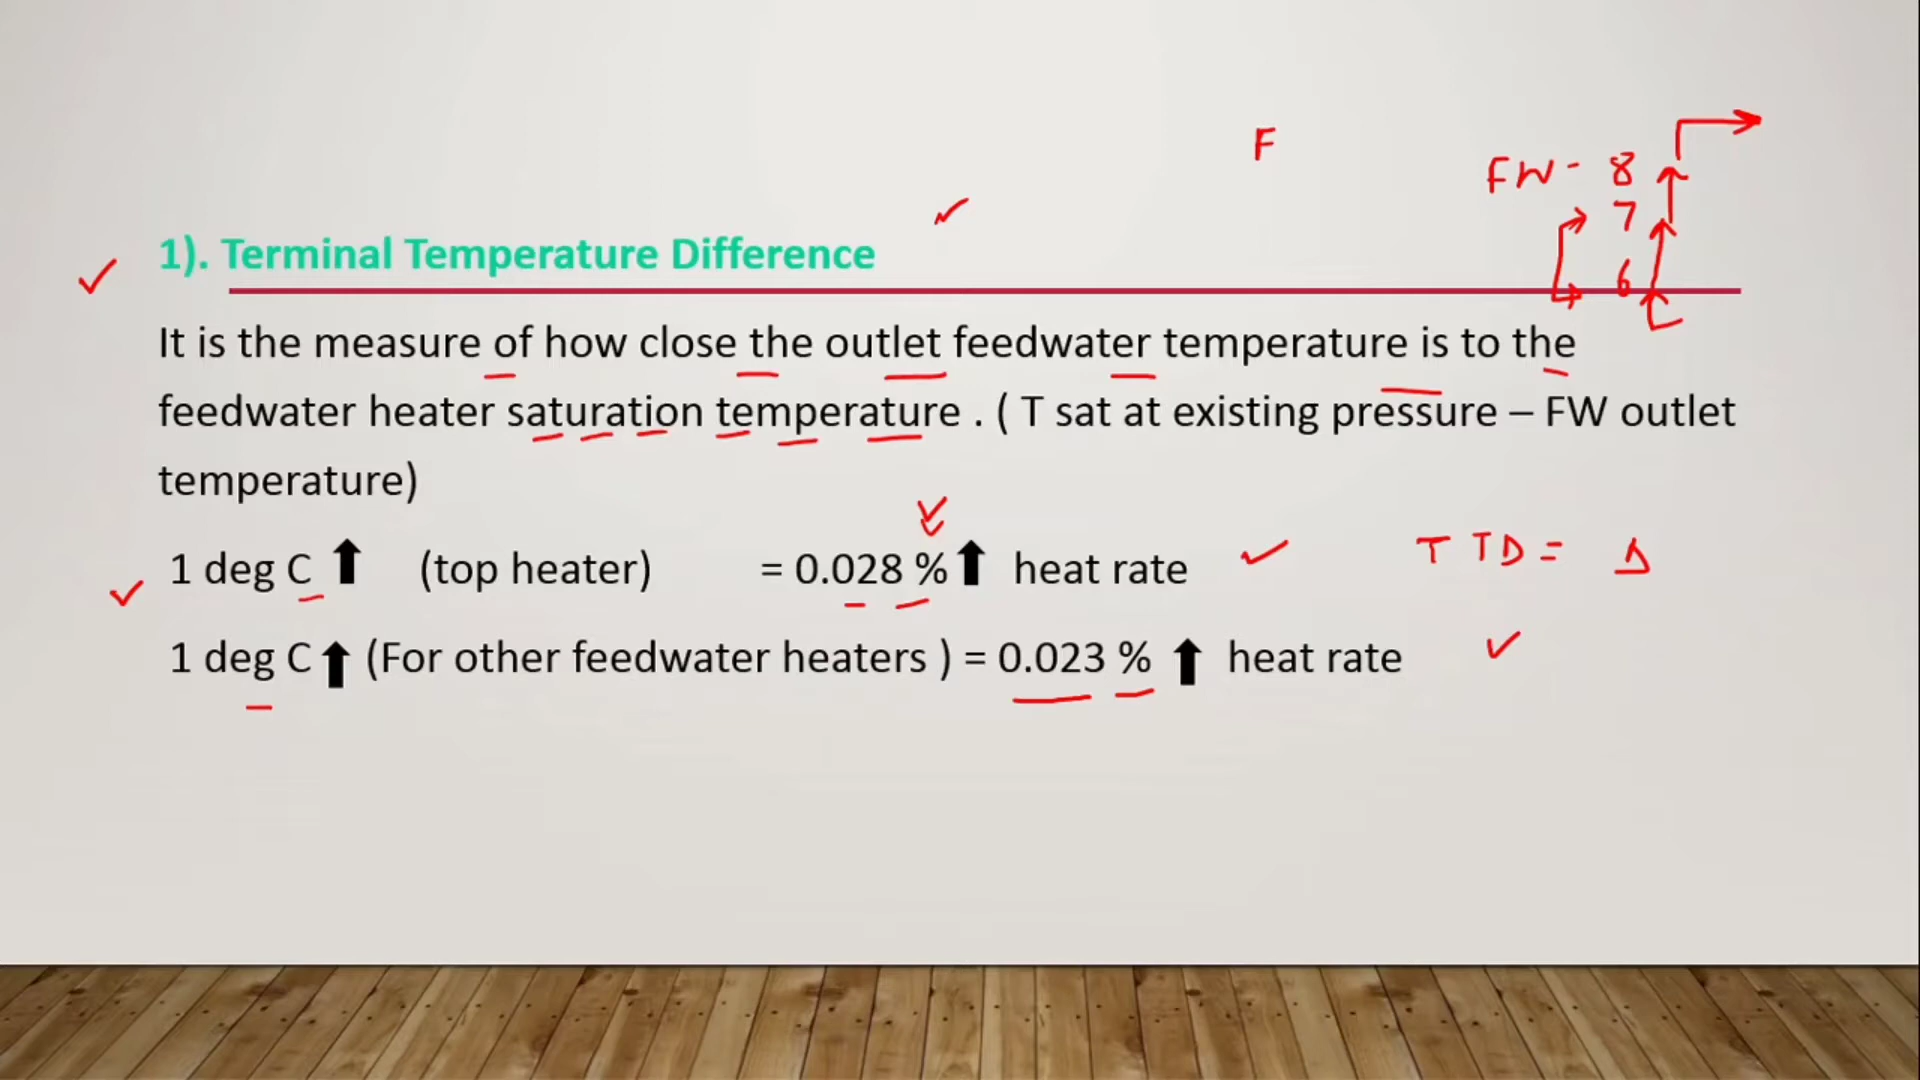 F
FW - 8
7
6
1). Terminal Temperature Difference
It is the measure of how close the outlet feedwater temperature is to the
feedwater heater saturation temperature . ( T sat at existing pressure – FW outlet
temperature)
1 deg C ⬆ (top heater) = 0.028 % ⬆ heat rate
TTD = Δ
1 deg C ⬆ (For other feedwater heaters ) = 0.023 % ⬆ heat rate